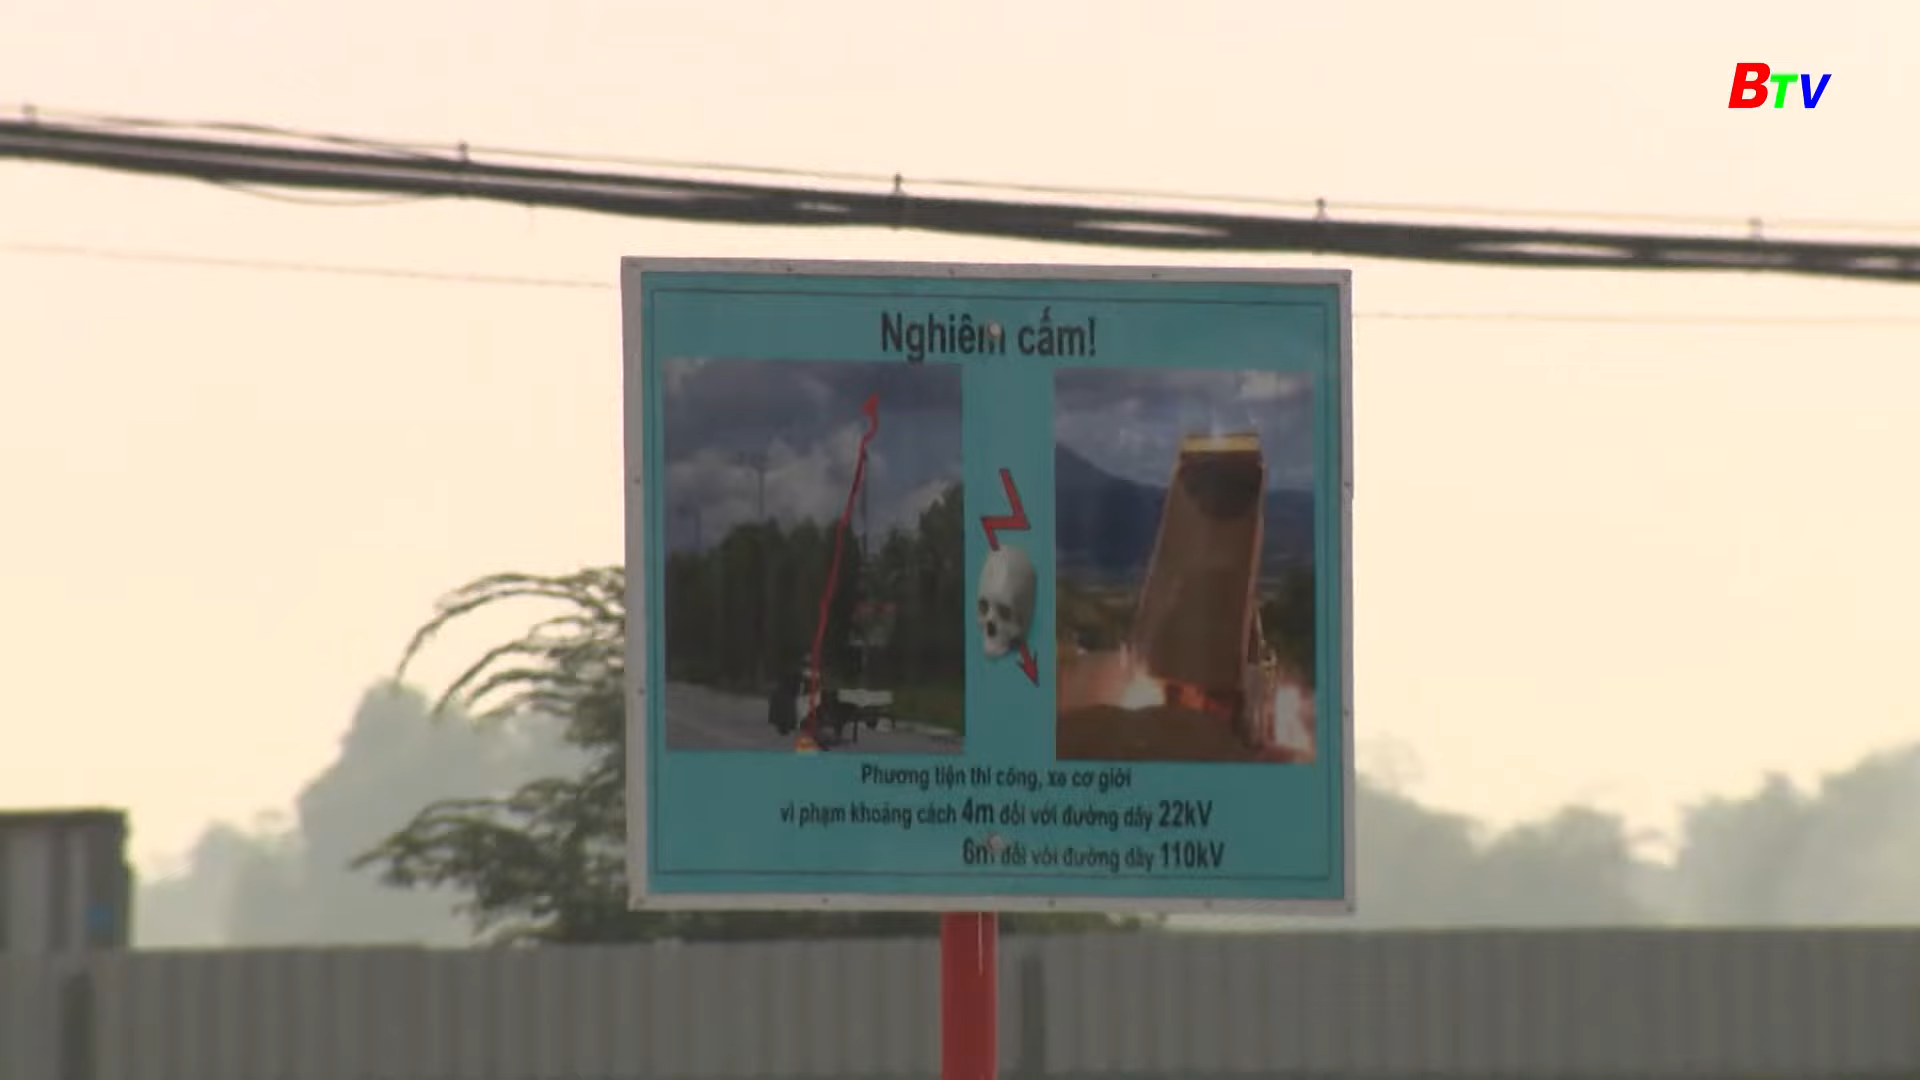 BTV
Nghiêm cấm!
Phương tiện thi công, xe cơ giới
vi phạm khoảng cách 4m đối với đường dây 22kV
6m đối với đường dây 110kV